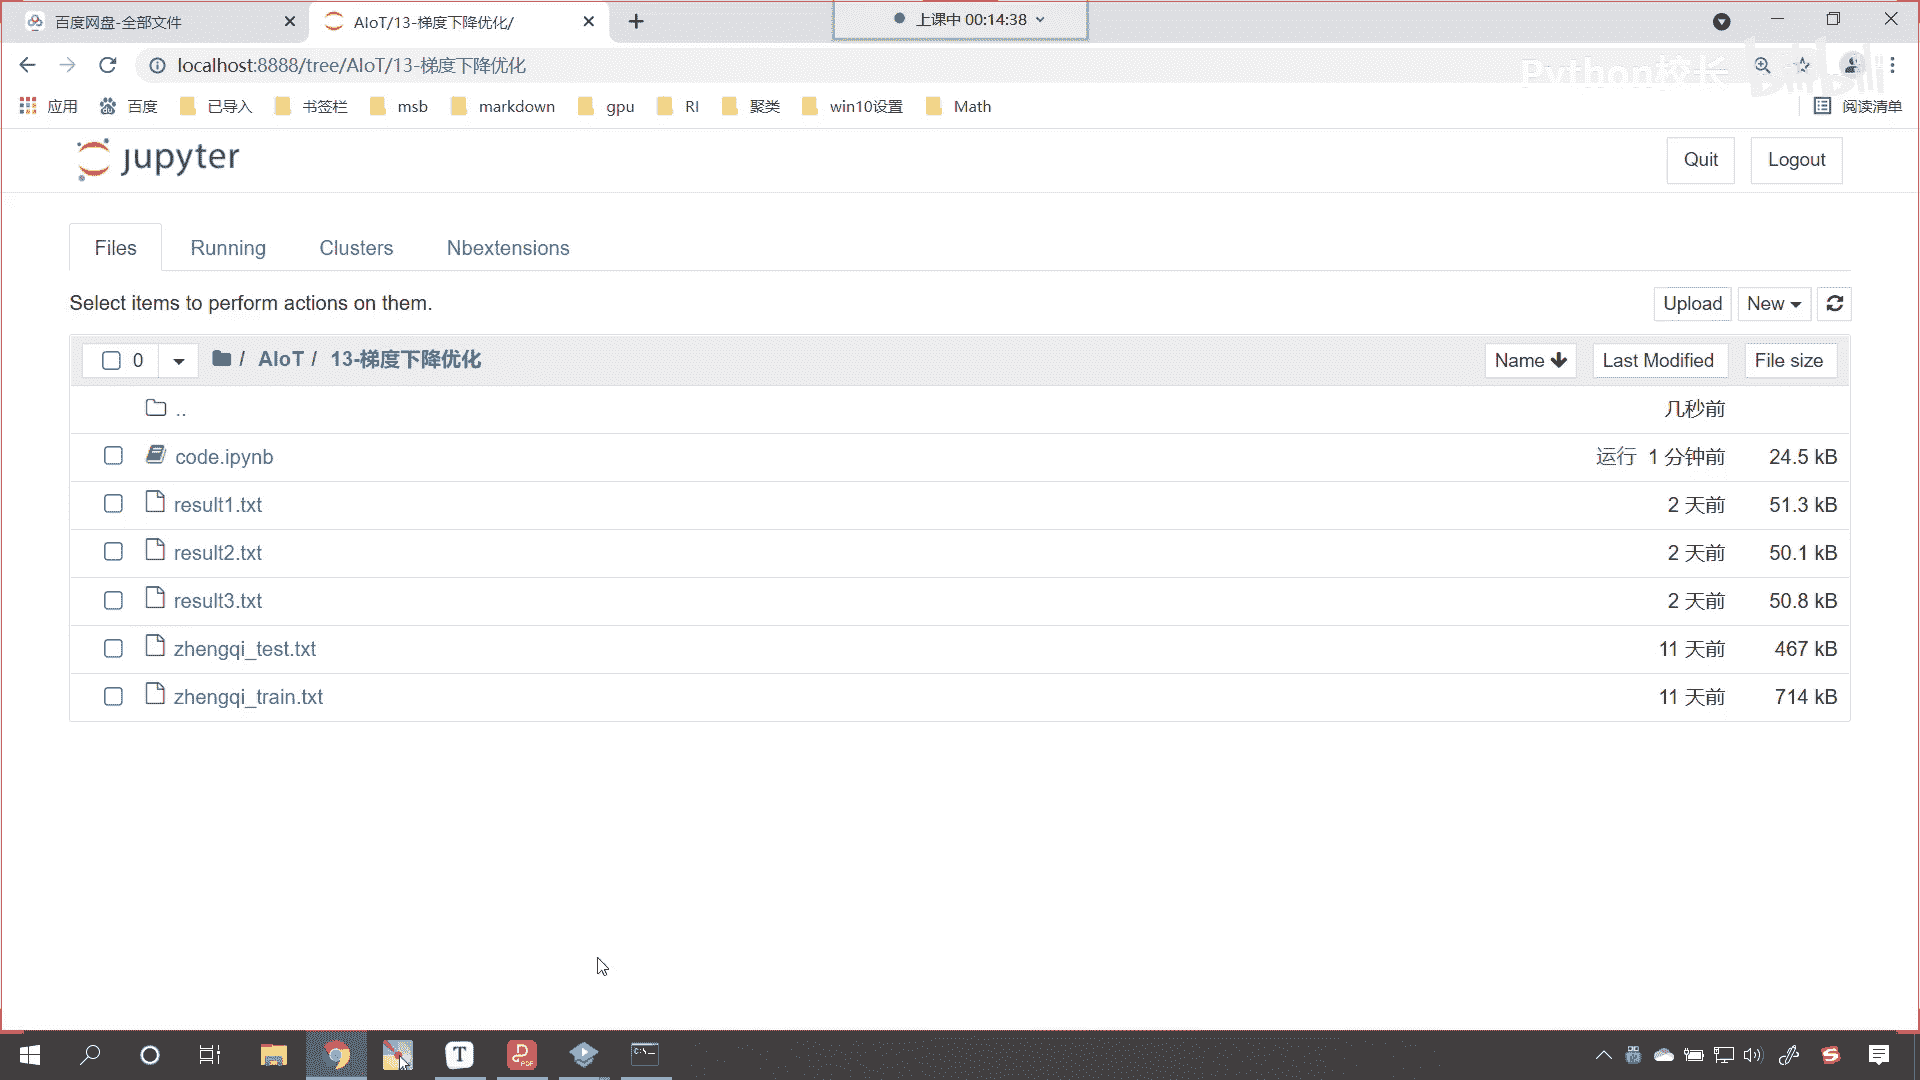 百度网盘-全部文件
AIoT/13-梯度下降优化/
上课中 00:14:38
localhost:8888/tree/AIoT/13-梯度下降优化
Python校长
bilibili
应用
百度
已导入
书签栏
msb
markdown
gpu
RI
聚类
win10设置
Math
阅读清单
jupyter
Quit
Logout
Files
Running
Clusters
Nbextensions
Select items to perform actions on them.
Upload
New
0
/ AIoT / 13-梯度下降优化
Name
Last Modified
File size
.. 几秒前
code.ipynb 运行 1 分钟前 24.5 kB
result1.txt 2 天前 51.3 kB
result2.txt 2 天前 50.1 kB
result3.txt 2 天前 50.8 kB
zhengqi_test.txt 11 天前 467 kB
zhengqi_train.txt 11 天前 714 kB